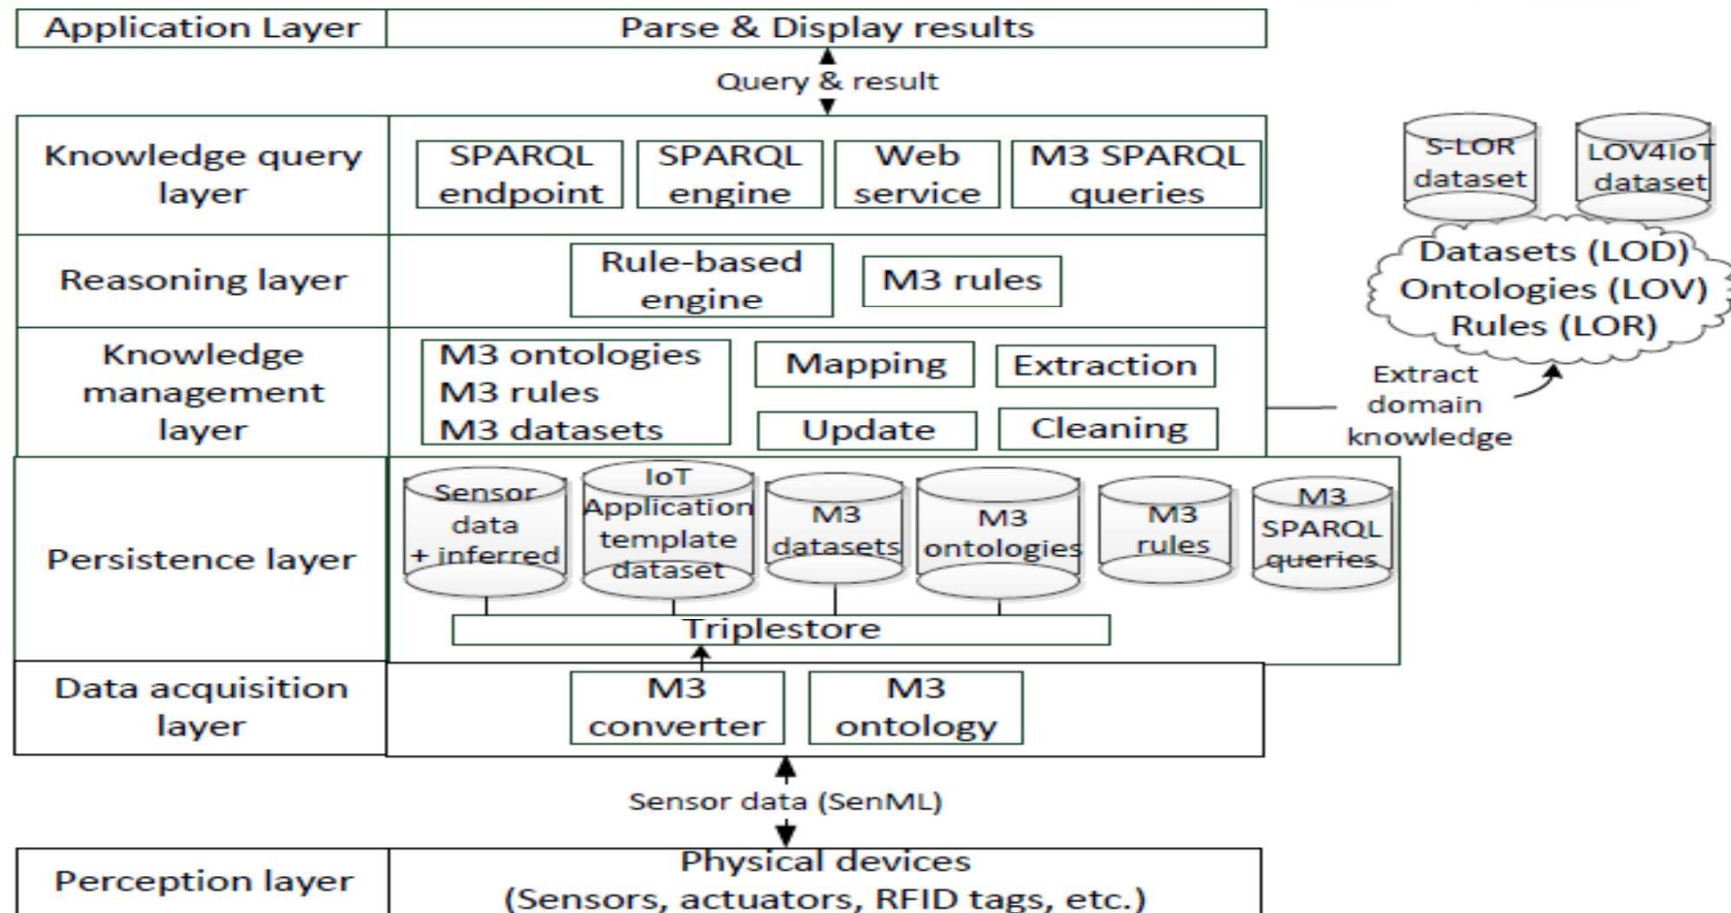 Application Layer
Parse & Display results
Query & result
Knowledge query
layer
SPARQL
endpoint
SPARQL
engine
Web
service
M3 SPARQL
queries
S-LOR
dataset
LOV4IoT
dataset
Datasets (LOD)
Ontologies (LOV)
Rules (LOR)
Reasoning layer
Rule-based
engine
M3 rules
Knowledge
management
layer
M3 ontologies
M3 rules
M3 datasets
Mapping
Extraction
Update
Cleaning
Extract
domain
knowledge
Persistence layer
Sensor
data
+ inferred
IoT
Application
template
dataset
M3
datasets
M3
ontologies
M3
rules
M3
SPARQL
queries
Triplestore
Data acquisition
layer
M3
converter
M3
ontology
Sensor data (SenML)
Perception layer
Physical devices
(Sensors, actuators, RFID tags, etc.)